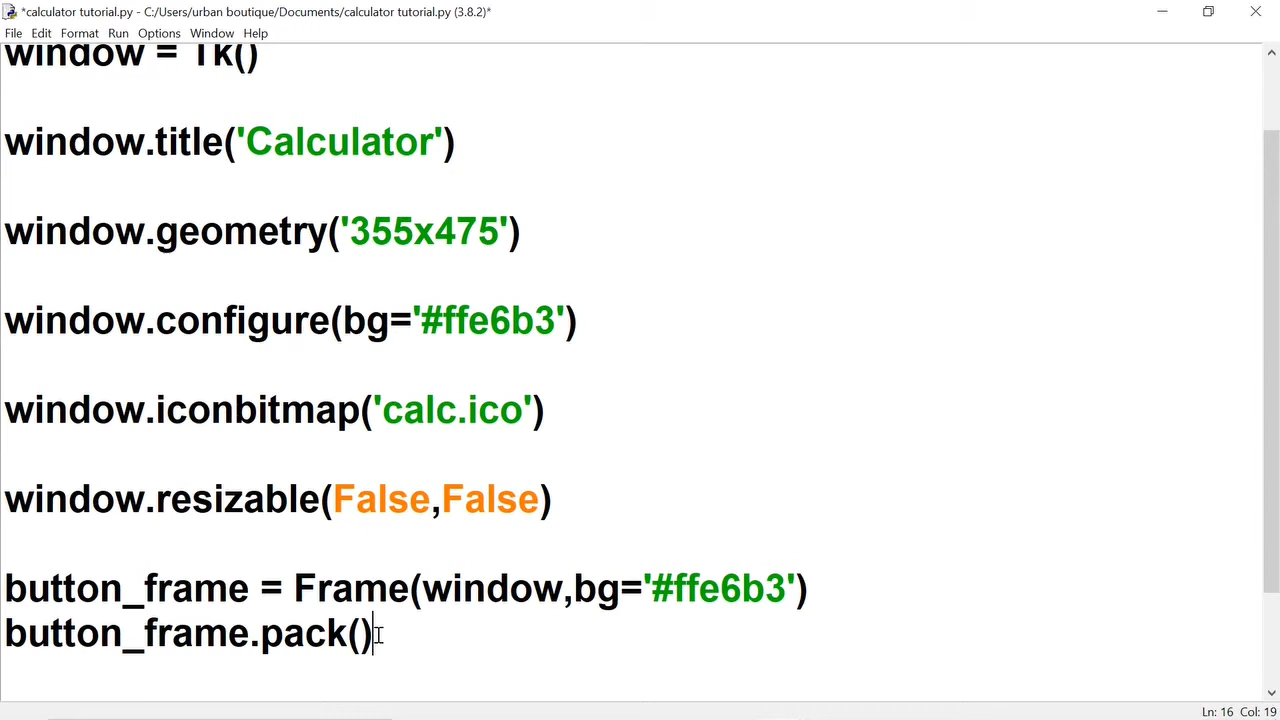 *calculator tutorial.py - C:/Users/urban boutique/Documents/calculator tutorial.py (3.8.2)*
File Edit Format Run Options Window Help
window = Tk()
window.title('Calculator')
window.geometry('355x475')
window.configure(bg='#ffe6b3')
window.iconbitmap('calc.ico')
window.resizable(False,False)
button_frame = Frame(window,bg='#ffe6b3')
button_frame.pack()
Ln: 16 Col: 19